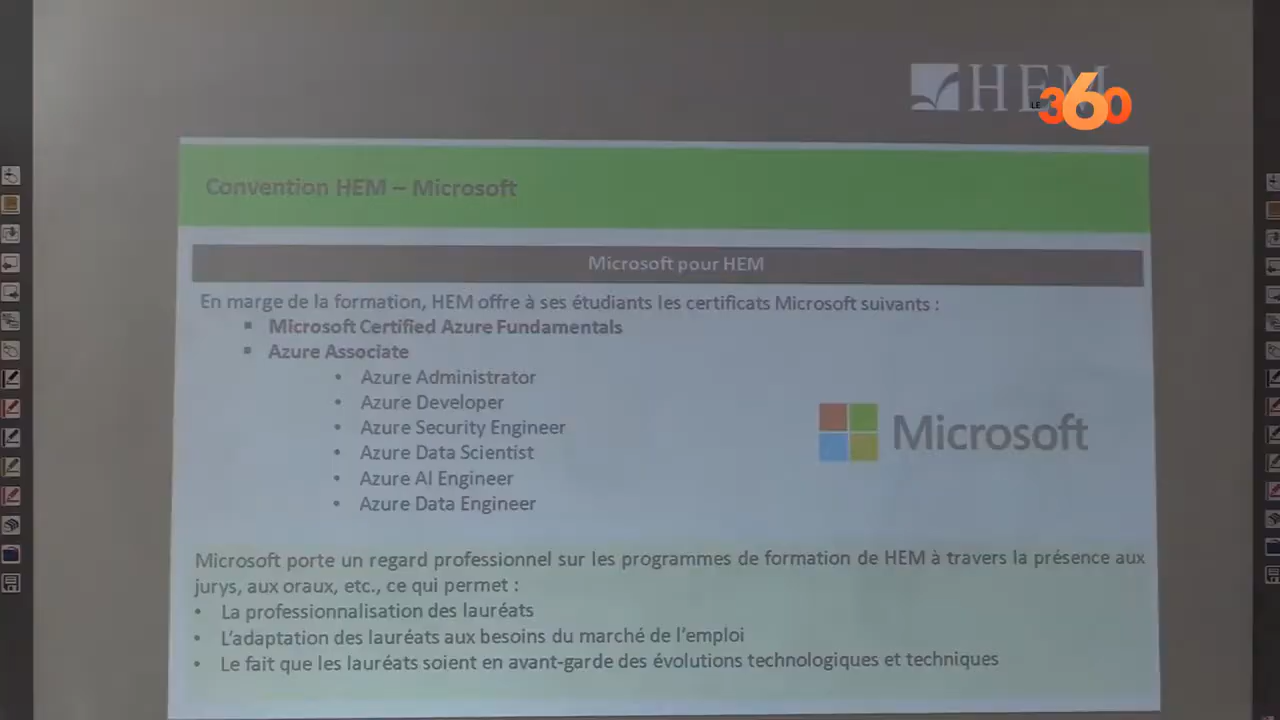 HEM
LE 360
Convention HEM – Microsoft
Microsoft pour HEM
En marge de la formation, HEM offre à ses étudiants les certificats Microsoft suivants :
▪ Microsoft Certified Azure Fundamentals
▪ Azure Associate
• Azure Administrator
• Azure Developer
• Azure Security Engineer
• Azure Data Scientist
• Azure AI Engineer
• Azure Data Engineer
Microsoft
Microsoft porte un regard professionnel sur les programmes de formation de HEM à travers la présence aux
jurys, aux oraux, etc., ce qui permet :
• La professionnalisation des lauréats
• L'adaptation des lauréats aux besoins du marché de l'emploi
• Le fait que les lauréats soient en avant-garde des évolutions technologiques et techniques